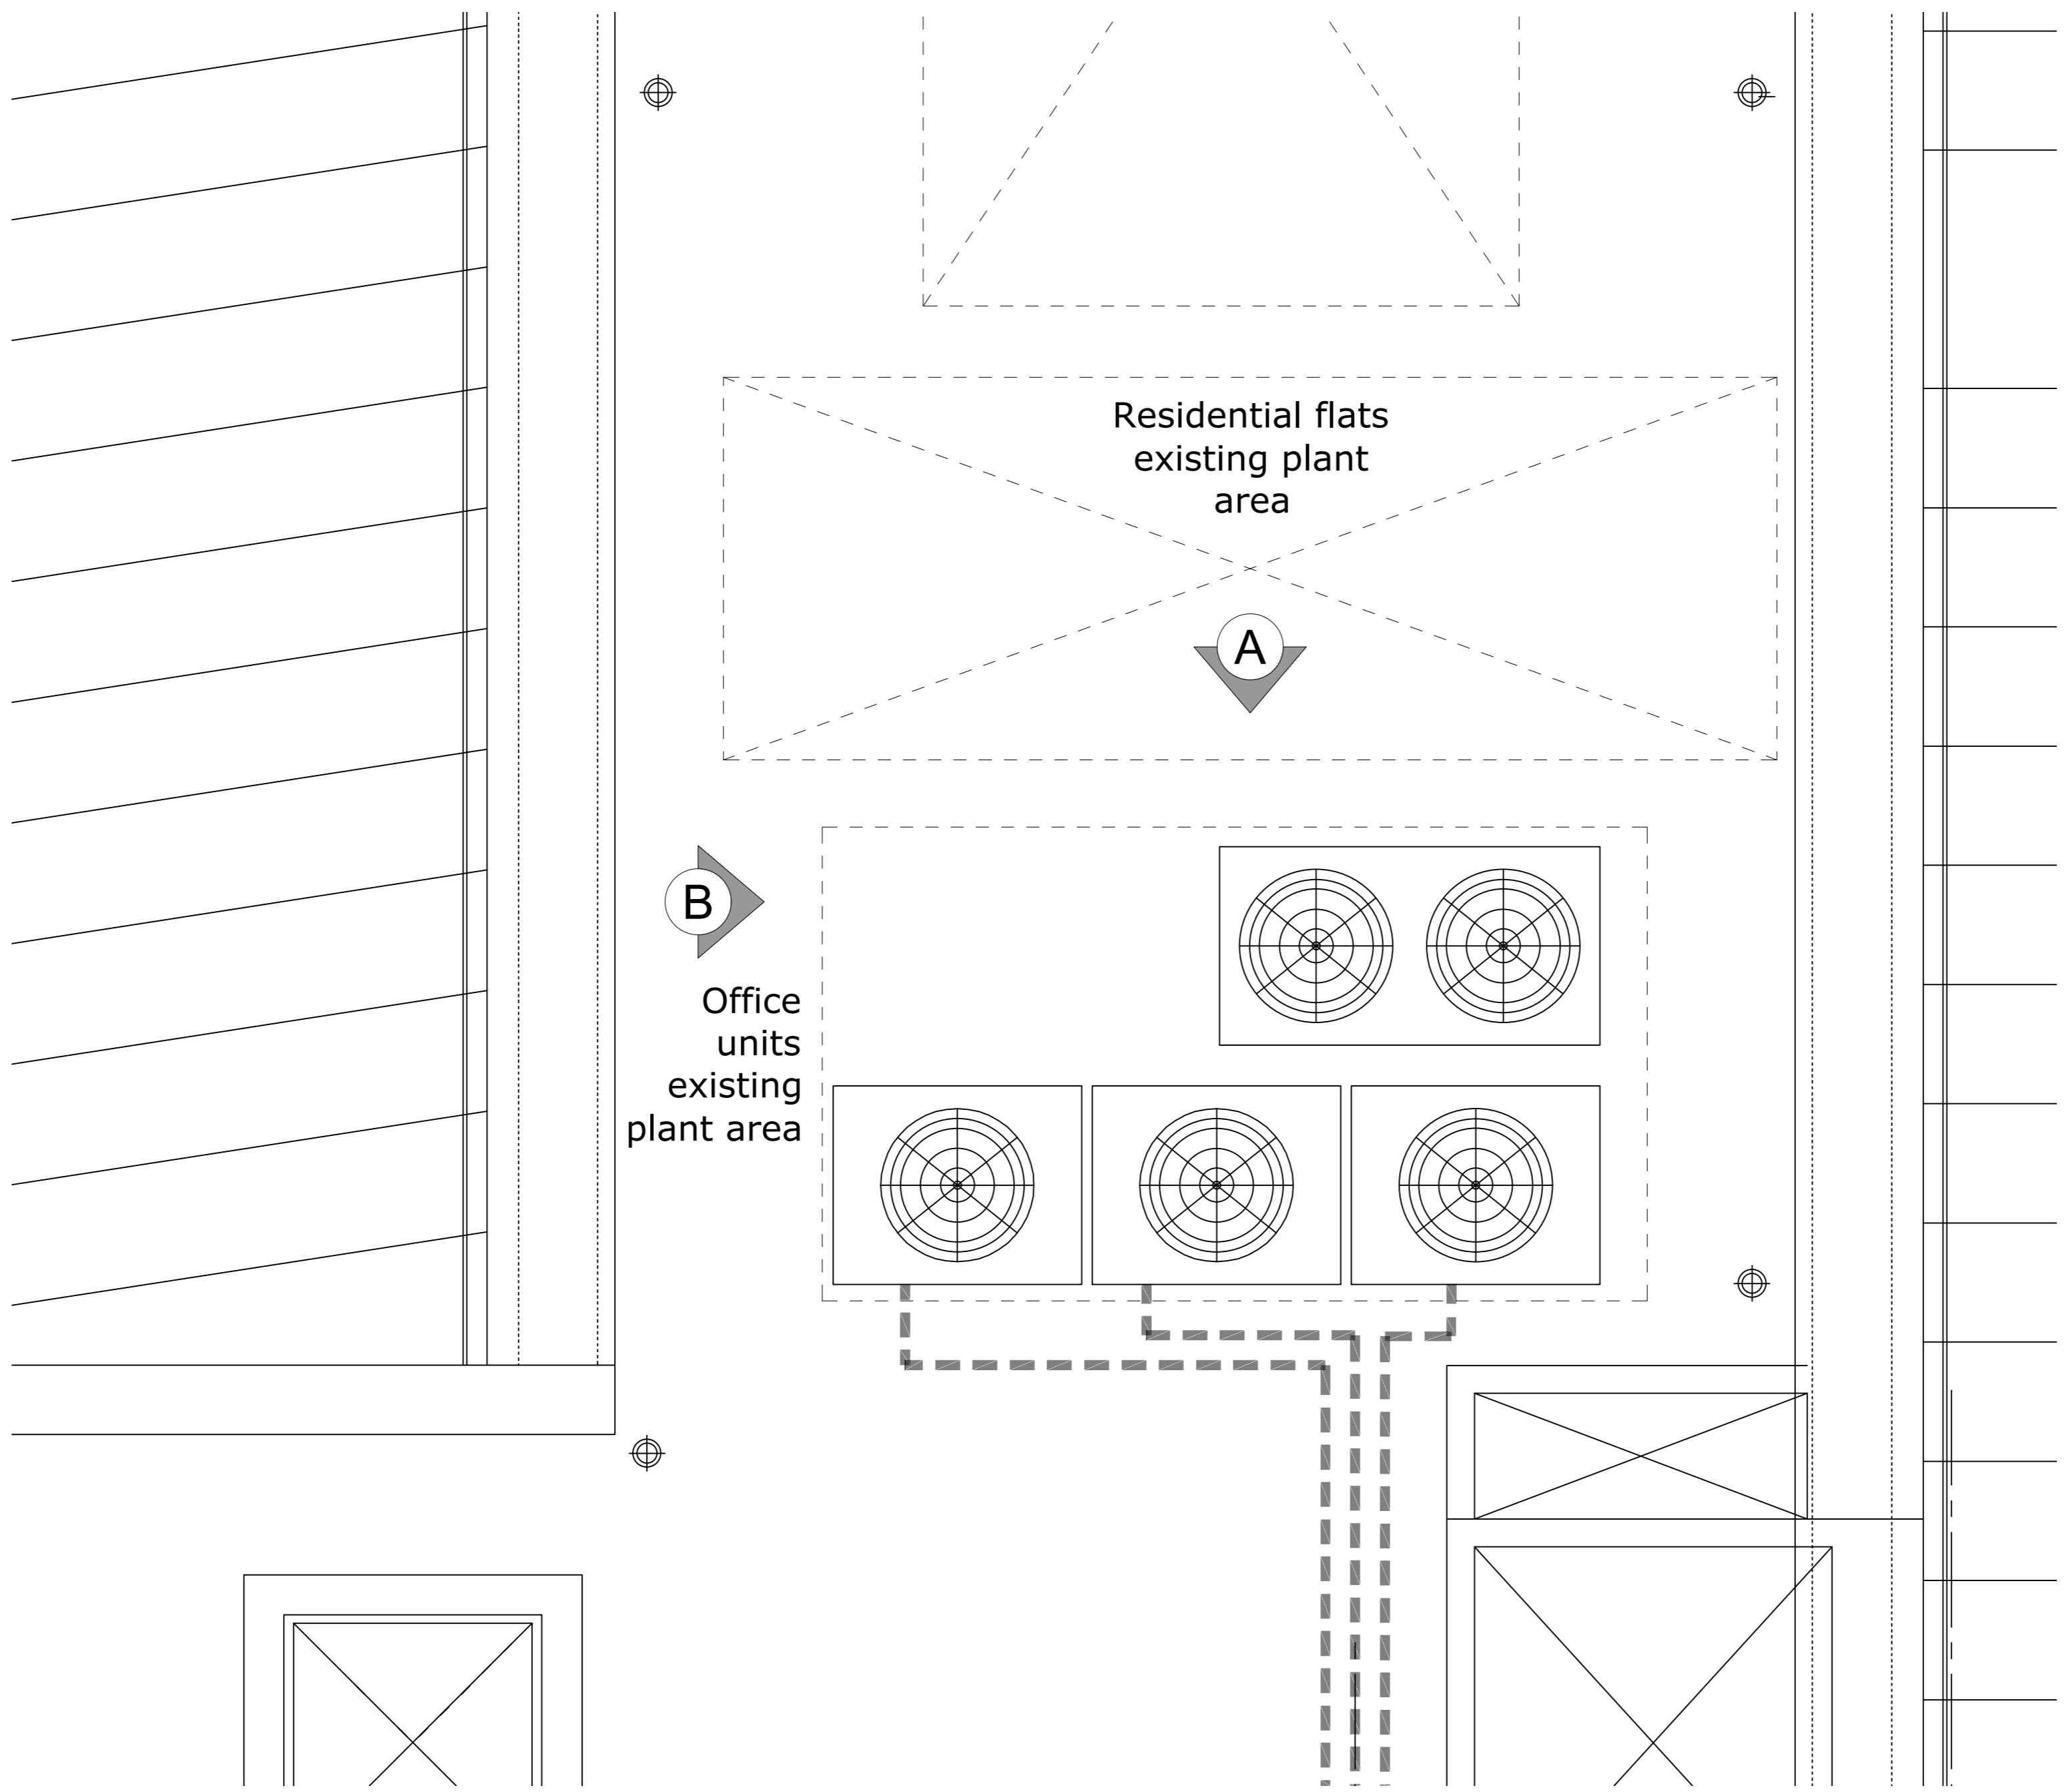 Residential flats
existing plant
area
A
B
Office
units
existing
plant area